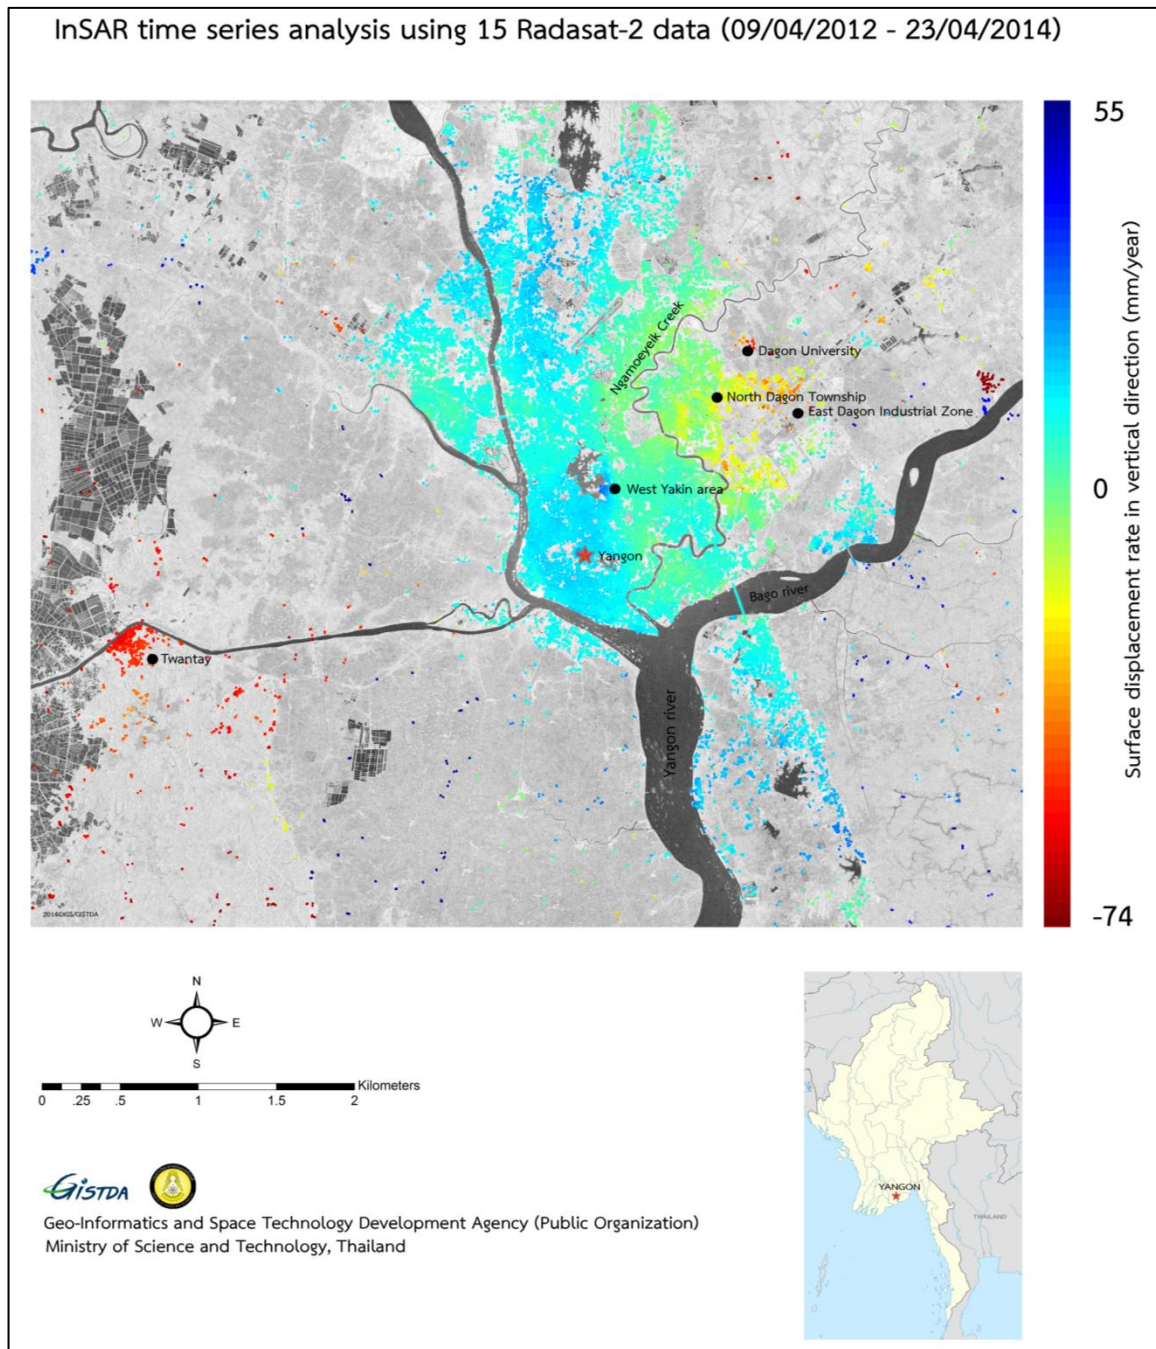 InSAR time series analysis using 15 Radasat-2 data (09/04/2012 - 23/04/2014)
55
Surface displacement rate in vertical direction (mm/year)
0
-74
Ngamoeyeik Creek
Dagon University
North Dagon Township
East Dagon Industrial Zone
West Yakin area
Yangon
Bago river
Twantay
Yangon river
2014©IGS/GISTDA
N
W
E
S
Kilometers
0 .25 .5 1 1.5 2
GISTDA
Geo-Informatics and Space Technology Development Agency (Public Organization)
Ministry of Science and Technology, Thailand
YANGON
THAILAND